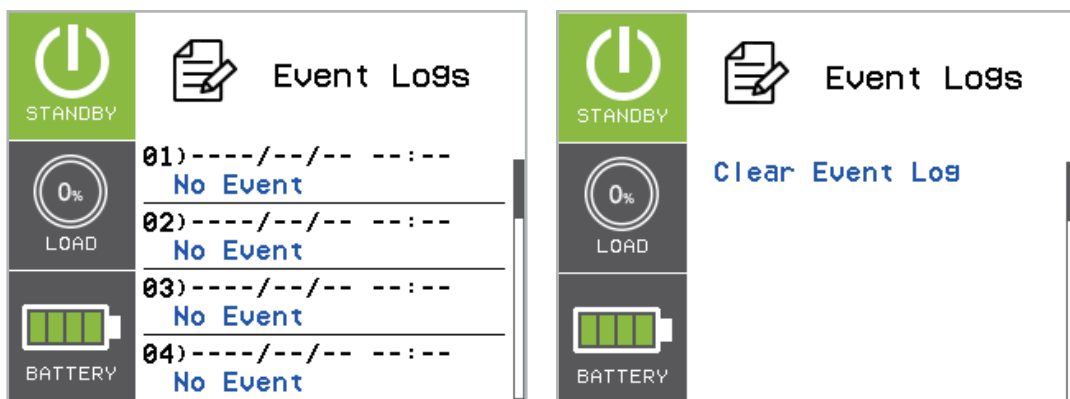 STANDBY
0%
LOAD
BATTERY
Event Logs
01)----/--/-- --:--
No Event
02)----/--/-- --:--
No Event
03)----/--/-- --:--
No Event
04)----/--/-- --:--
No Event
STANDBY
0%
LOAD
BATTERY
Event Logs
Clear Event Log